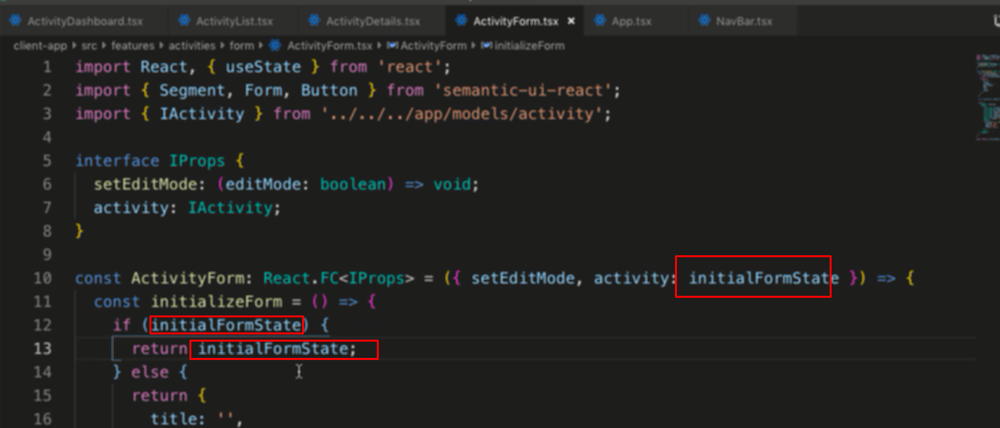 ActivityDashboard.tsx ActivityList.tsx ActivityDetails.tsx ActivityForm.tsx × App.tsx NavBar.tsx
client-app › src › features › activities › form › ActivityForm.tsx › ActivityForm › initializeForm
1 import React, { useState } from 'react';
2 import { Segment, Form, Button } from 'semantic-ui-react';
3 import { IActivity } from '../../../app/models/activity';
4
5 interface IProps {
6 setEditMode: (editMode: boolean) => void;
7 activity: IActivity;
8 }
9
10 const ActivityForm: React.FC<IProps> = ({ setEditMode, activity: initialFormState }) => {
11 const initializeForm = () => {
12 if (initialFormState) {
13 return initialFormState;
14 } else {
15 return {
16 title: '',